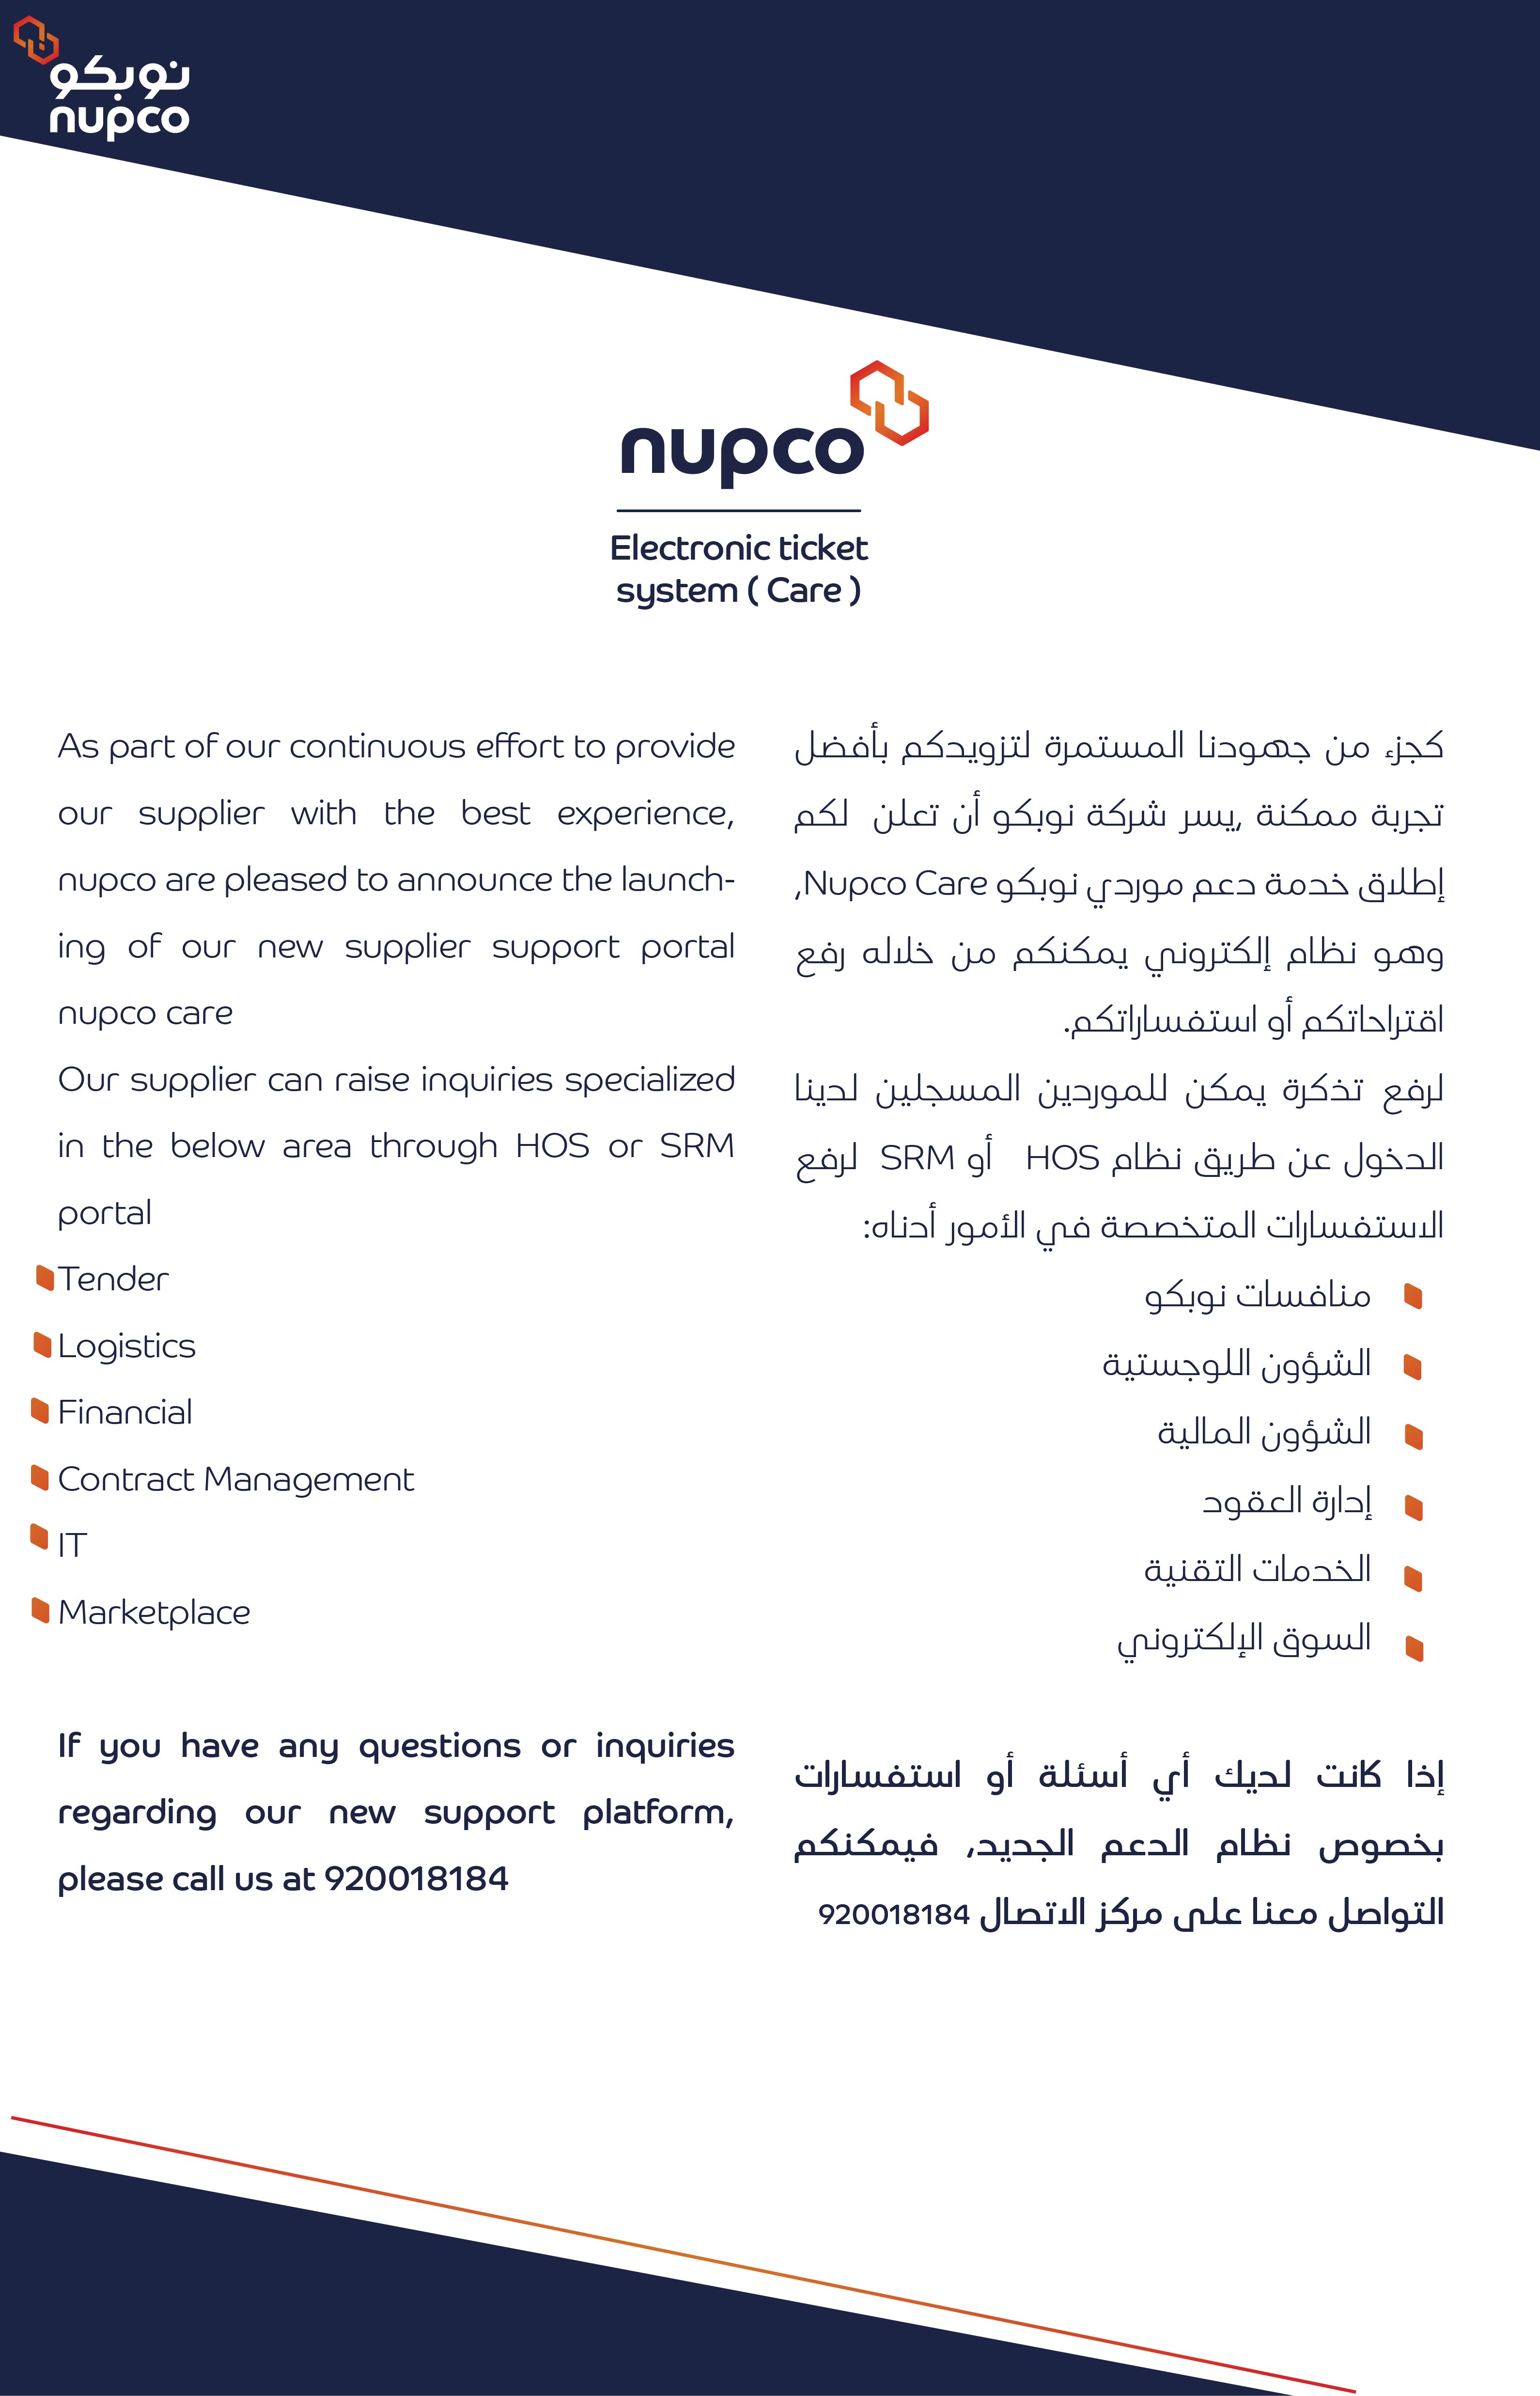 نوبكو
nupco
nupco
Electronic ticket
system ( Care )
As part of our continuous effort to provide
our supplier with the best experience,
nupco are pleased to announce the launch-
ing of our new supplier support portal
nupco care
Our supplier can raise inquiries specialized
in the below area through HOS or SRM
portal
Tender
Logistics
Financial
Contract Management
IT
Marketplace
If you have any questions or inquiries
regarding our new support platform,
please call us at 920018184
كجزء من جهودنا المستمرة لتزويدكم بأفضل
تجربة ممكنة ,يسر شركة نوبكو أن تعلن لكم
إطلاق خدمة دعم موردي نوبكو Nupco Care,
وهو نظام إلكتروني يمكنكم من خلاله رفع
اقتراحاتكم أو استفساراتكم.
لرفع تذكرة يمكن للموردين المسجلين لدينا
الدخول عن طريق نظام HOS أو SRM لرفع
الاستفسارات المتخصصة في الأمور أدناه:
منافسات نوبكو
الشؤون اللوجستية
الشؤون المالية
إدارة العقود
الخدمات التقنية
السوق الإلكتروني
إذا كانت لديك أي أسئلة أو استفسارات
بخصوص نظام الدعم الجديد, فيمكنكم
التواصل معنا على مركز الاتصال 920018184